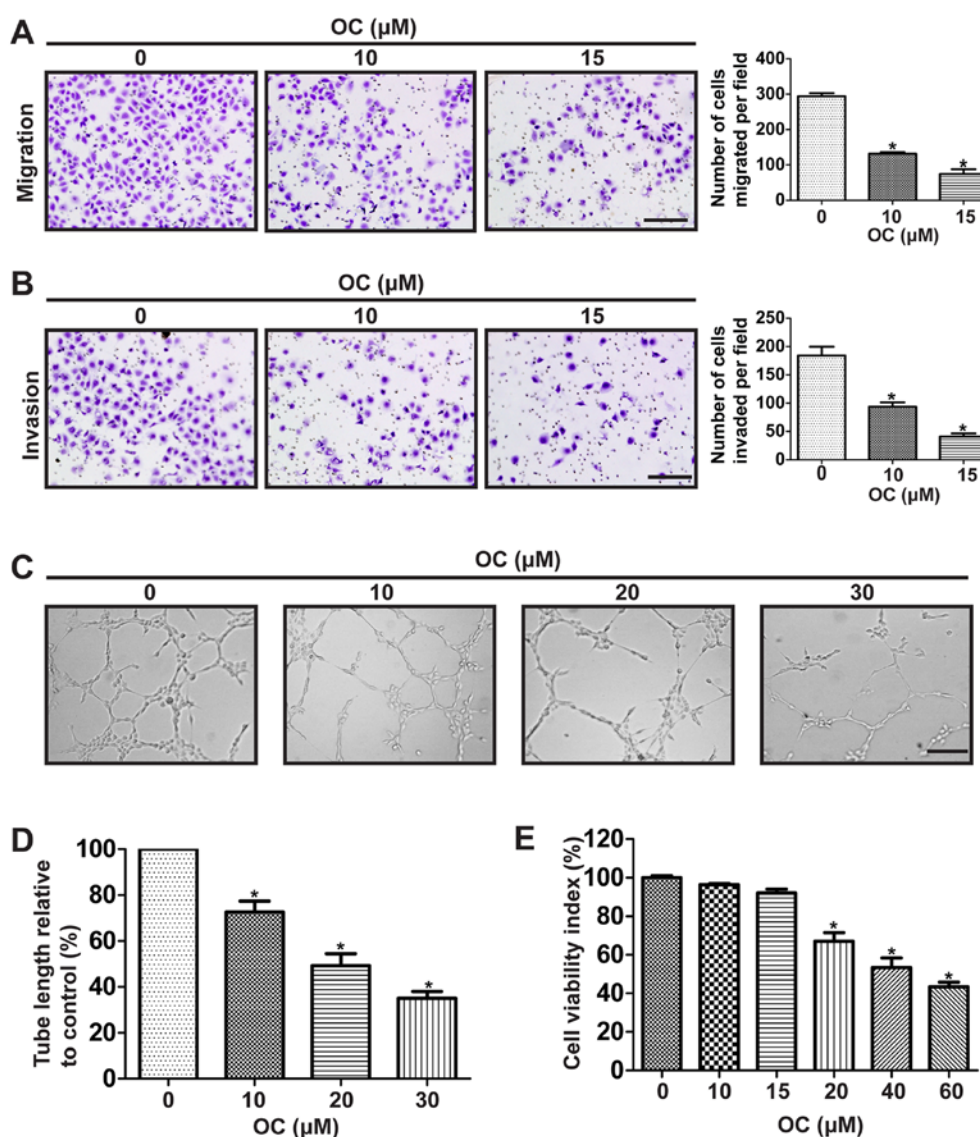 A
OC (µM)
0
10
15
Migration
Number of cells
migrated per field
400
300
200
100
0
*
*
0
10
15
OC (µM)
B
OC (µM)
0
10
15
Invasion
Number of cells
invaded per field
250
200
150
100
50
0
*
*
0
10
15
OC (µM)
C
OC (µM)
0
10
20
30
D
Tube length relative
to control (%)
100
80
60
40
20
0
*
*
*
0
10
20
30
OC (µM)
E
Cell viability index (%)
120
100
80
60
40
20
0
*
*
*
0
10
15
20
40
60
OC (µM)